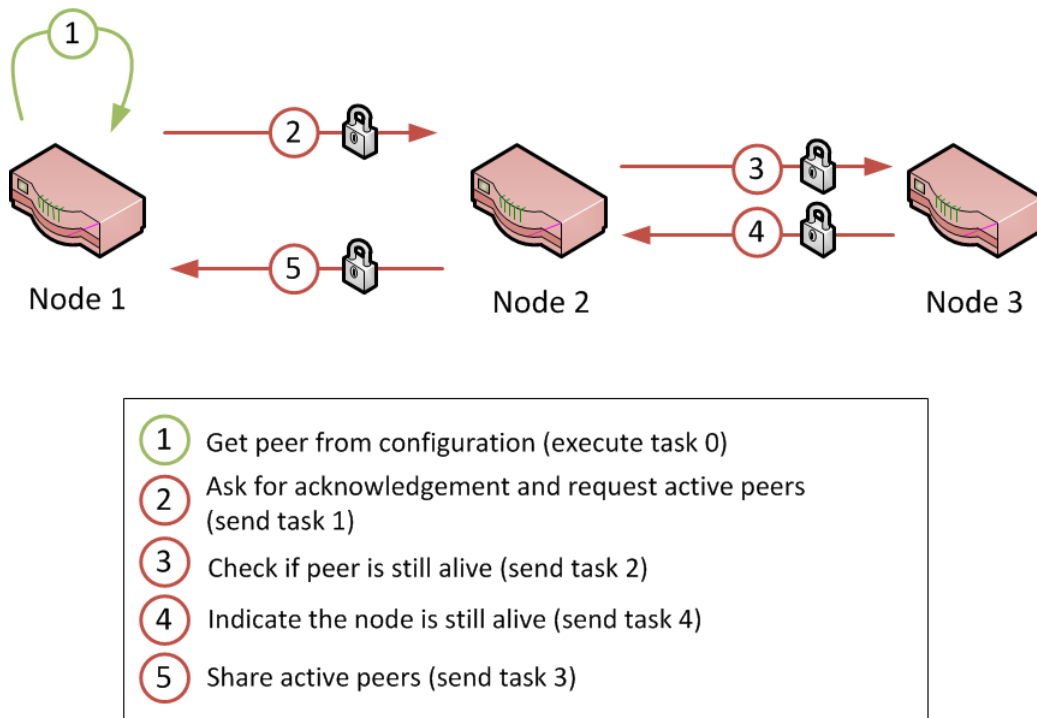 1
2
3
4
5
Node 1
Node 2
Node 3
1 Get peer from configuration (execute task 0)
2 Ask for acknowledgement and request active peers
(send task 1)
3 Check if peer is still alive (send task 2)
4 Indicate the node is still alive (send task 4)
5 Share active peers (send task 3)